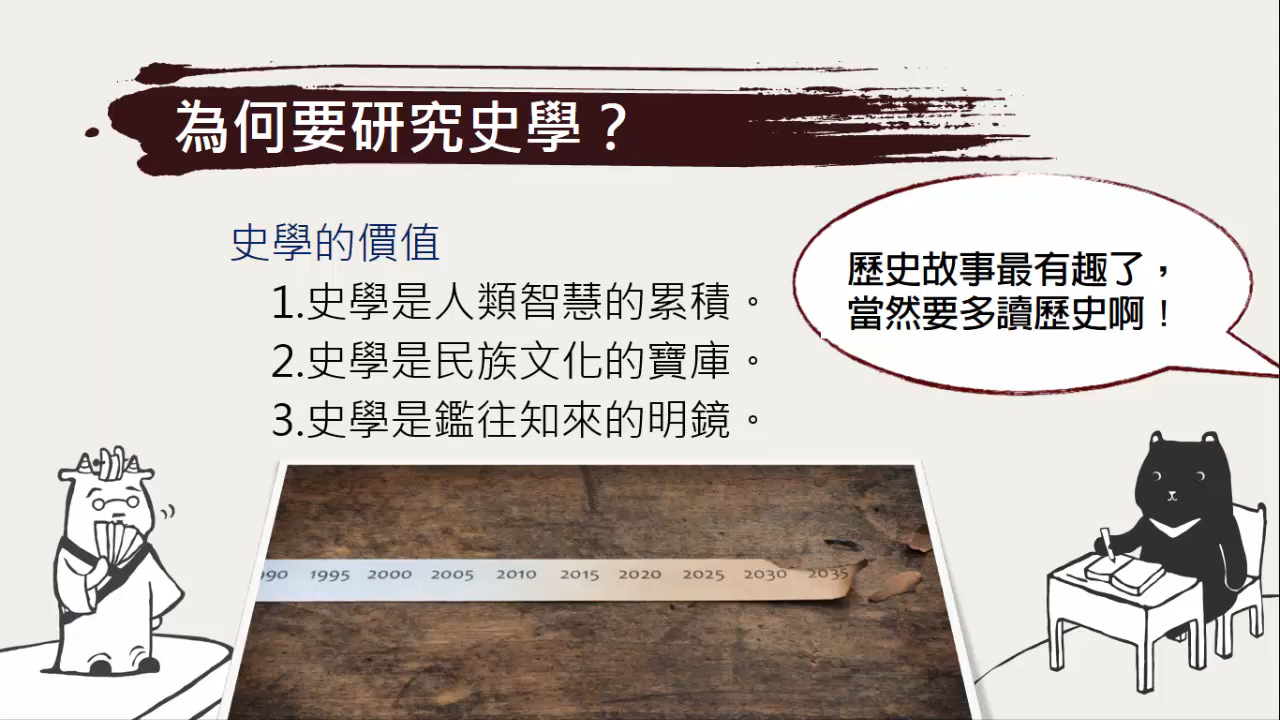 為何要研究史學？
史學的價值
1.史學是人類智慧的累積。
2.史學是民族文化的寶庫。
3.史學是鑑往知來的明鏡。
歷史故事最有趣了，
當然要多讀歷史啊！
990 1995 2000 2005 2010 2015 2020 2025 2030 2035